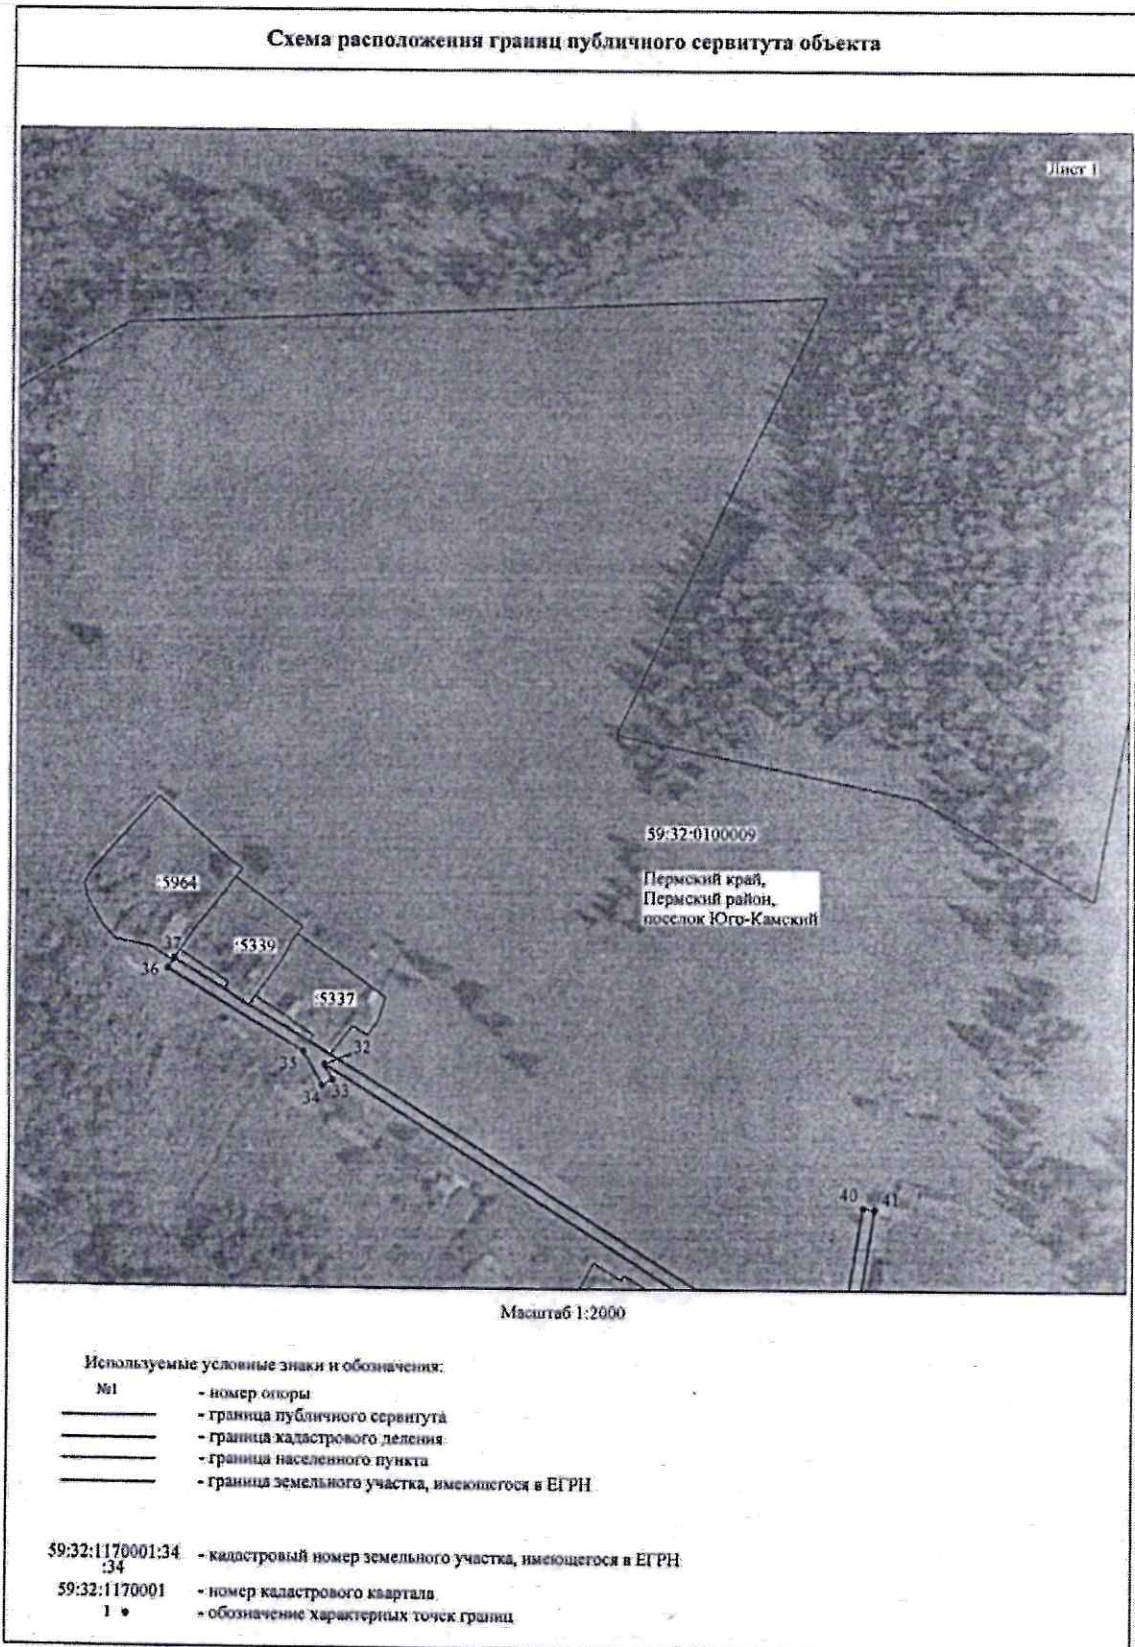 Схема расположения границ публичного сервитута объекта
Лист 1
59:32:0100009
Пермский край,
Пермский район,
поселок Юго-Камский
:5964
37
:5339
36
:5337
32
35
34
33
40
41
Масштаб 1:2000
Используемые условные знаки и обозначения:
№1 - номер опоры
- граница публичного сервитута
- граница кадастрового деления
- граница населенного пункта
- граница земельного участка, имеющегося в ЕГРН
59:32:1170001:34 - кадастровый номер земельного участка, имеющегося в ЕГРН
:34
59:32:1170001 - номер кадастрового квартала
1 - обозначение характерных точек границ